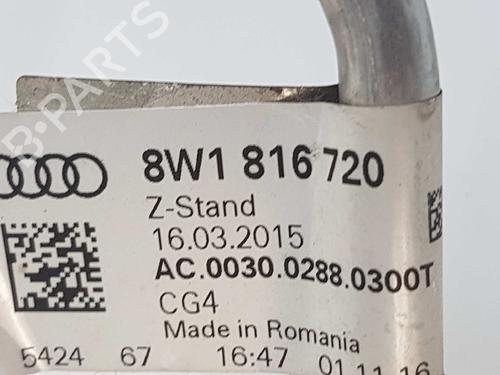 B-PARTS
8W1 816 720
Z-Stand
16.03.2015
AC.0030.0288.0300T
CG4
Made in Romania
5424 67 16:47 01.11.16